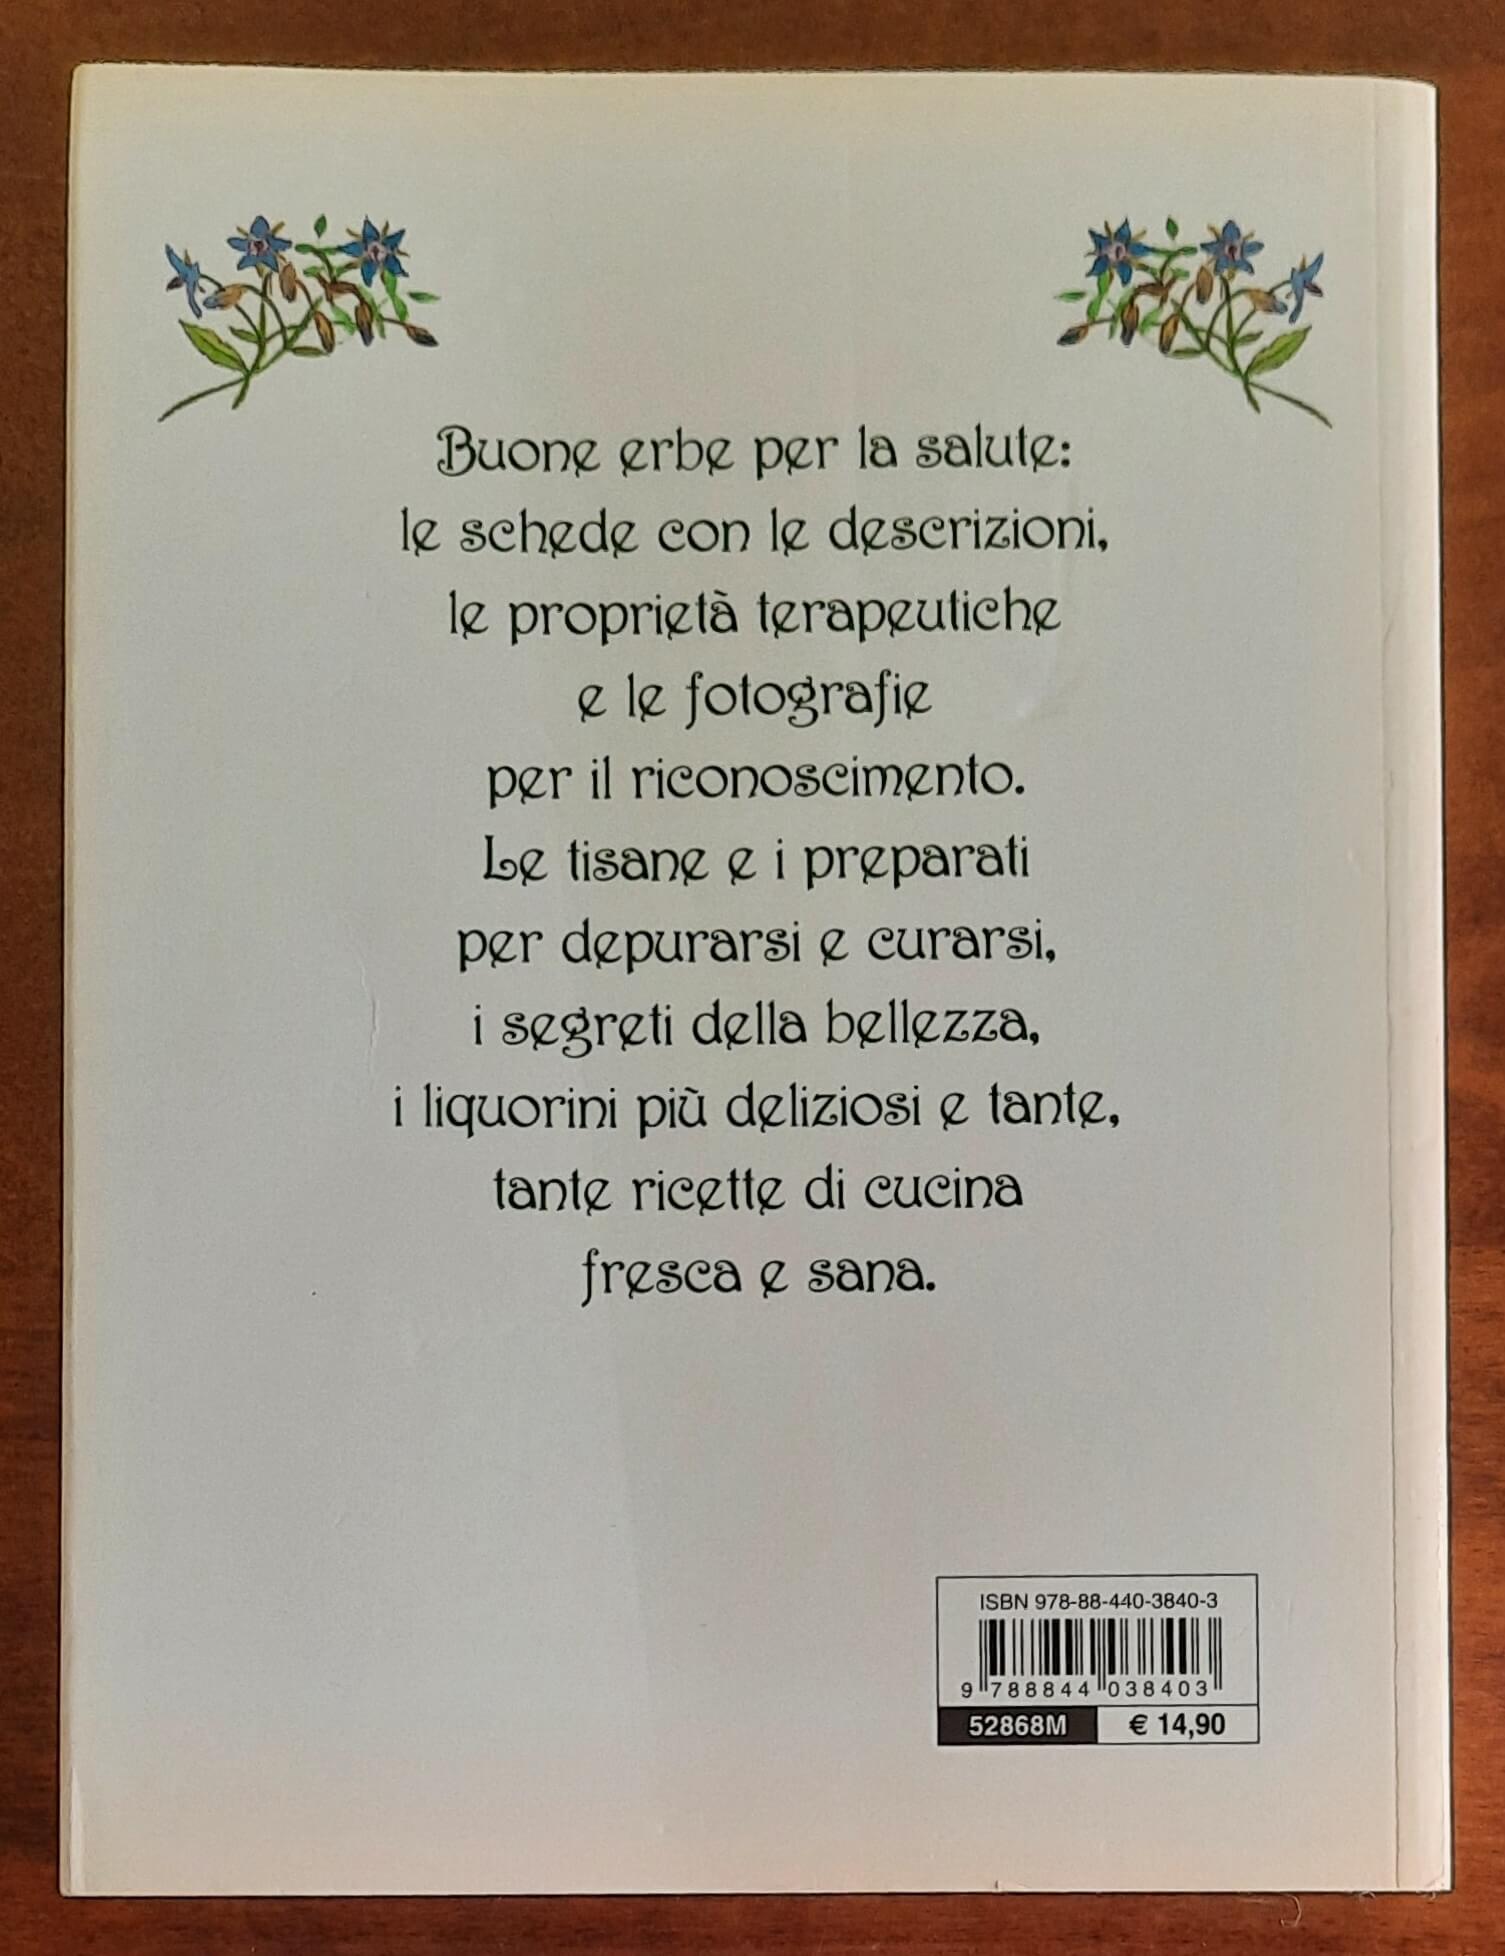 Buone erbe per la salute:
le schede con le descrizioni,
le proprietà terapeutiche
e le fotografie
per il riconoscimento.
Le tisane e i preparati
per depurarsi e curarsi,
i segreti della bellezza,
i liquorini più deliziosi e tante,
tante ricette di cucina
fresca e sana.
ISBN 978-88-440-3840-3
9 788844 038403
52868M € 14,90